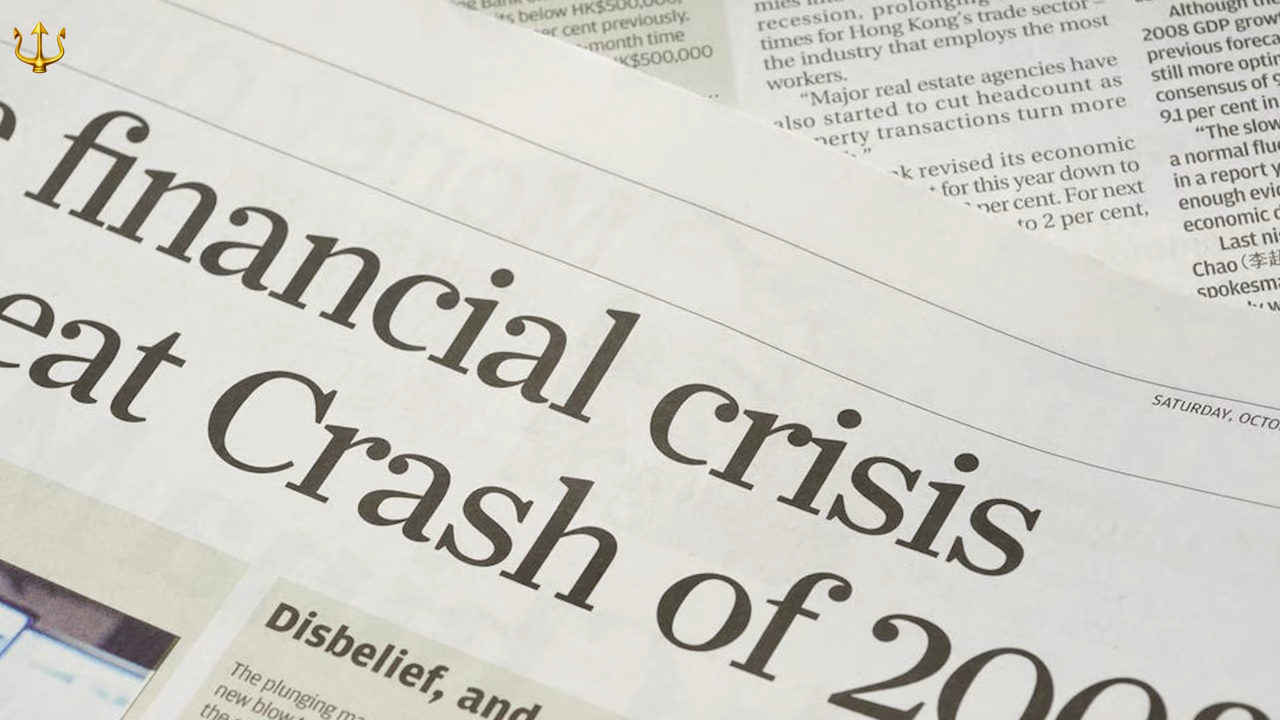 financial crisis
eat Crash of 200
SATURDAY, OCTO
Disbelief, and
The plunging
new blow
the
ts below HK$500,000,
er cent previously.
-month time
K$500,000
recession, prolonging
times for Hong Kong's trade sector –
the industry that employs the most
workers.
"Major real estate agencies have
also started to cut headcount as
perty transactions turn more
revised its economic
for this year down to
per cent. For next
to 2 per cent,
Although th
2008 GDP grow
previous foreca
still more optim
consensus of 9
9.1 per cent in
"The slow
a normal flu
in a report y
enough evid
economic
Last ni
Chao (李
spokesma